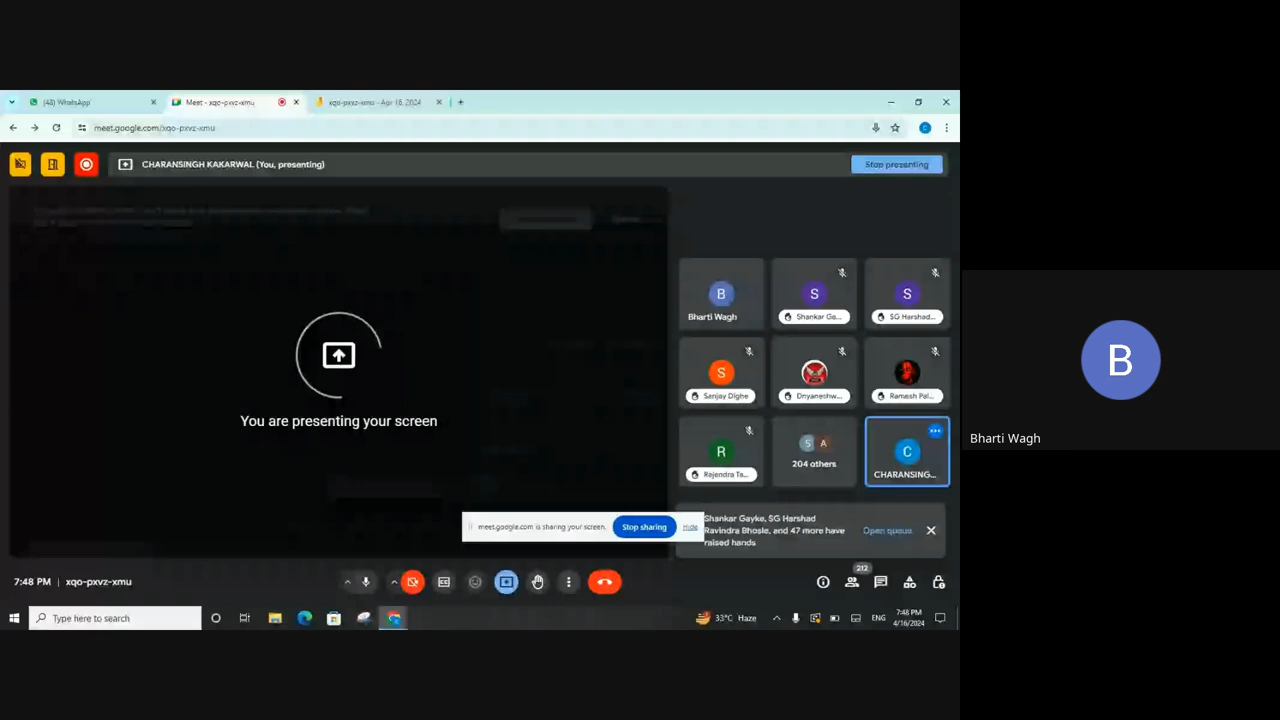 (48) WhatsApp
Meet - xqo-pxvz-xmu
xqo-pxvz-xmu - Apr 16, 2024
meet.google.com/xqo-pxvz-xmu
C
CHARANSINGH KAKARWAL (You, presenting)
Stop presenting
You are presenting your screen
B
Bharti Wagh
S
Shankar Ga...
S
SG Harshad...
S
Sanjay Dighe
Dnyaneshw...
Ramesh Pal...
R
Rajendra Ta...
S A
204 others
C
CHARANSING...
Shankar Gayke, SG Harshad
Ravindra Bhosle, and 47 more have
raised hands
Open queue
meet.google.com is sharing your screen.
Stop sharing
Hide
7:48 PM | xqo-pxvz-xmu
212
Type here to search
33°C Haze
ENG
7:48 PM
4/16/2024
B
Bharti Wagh